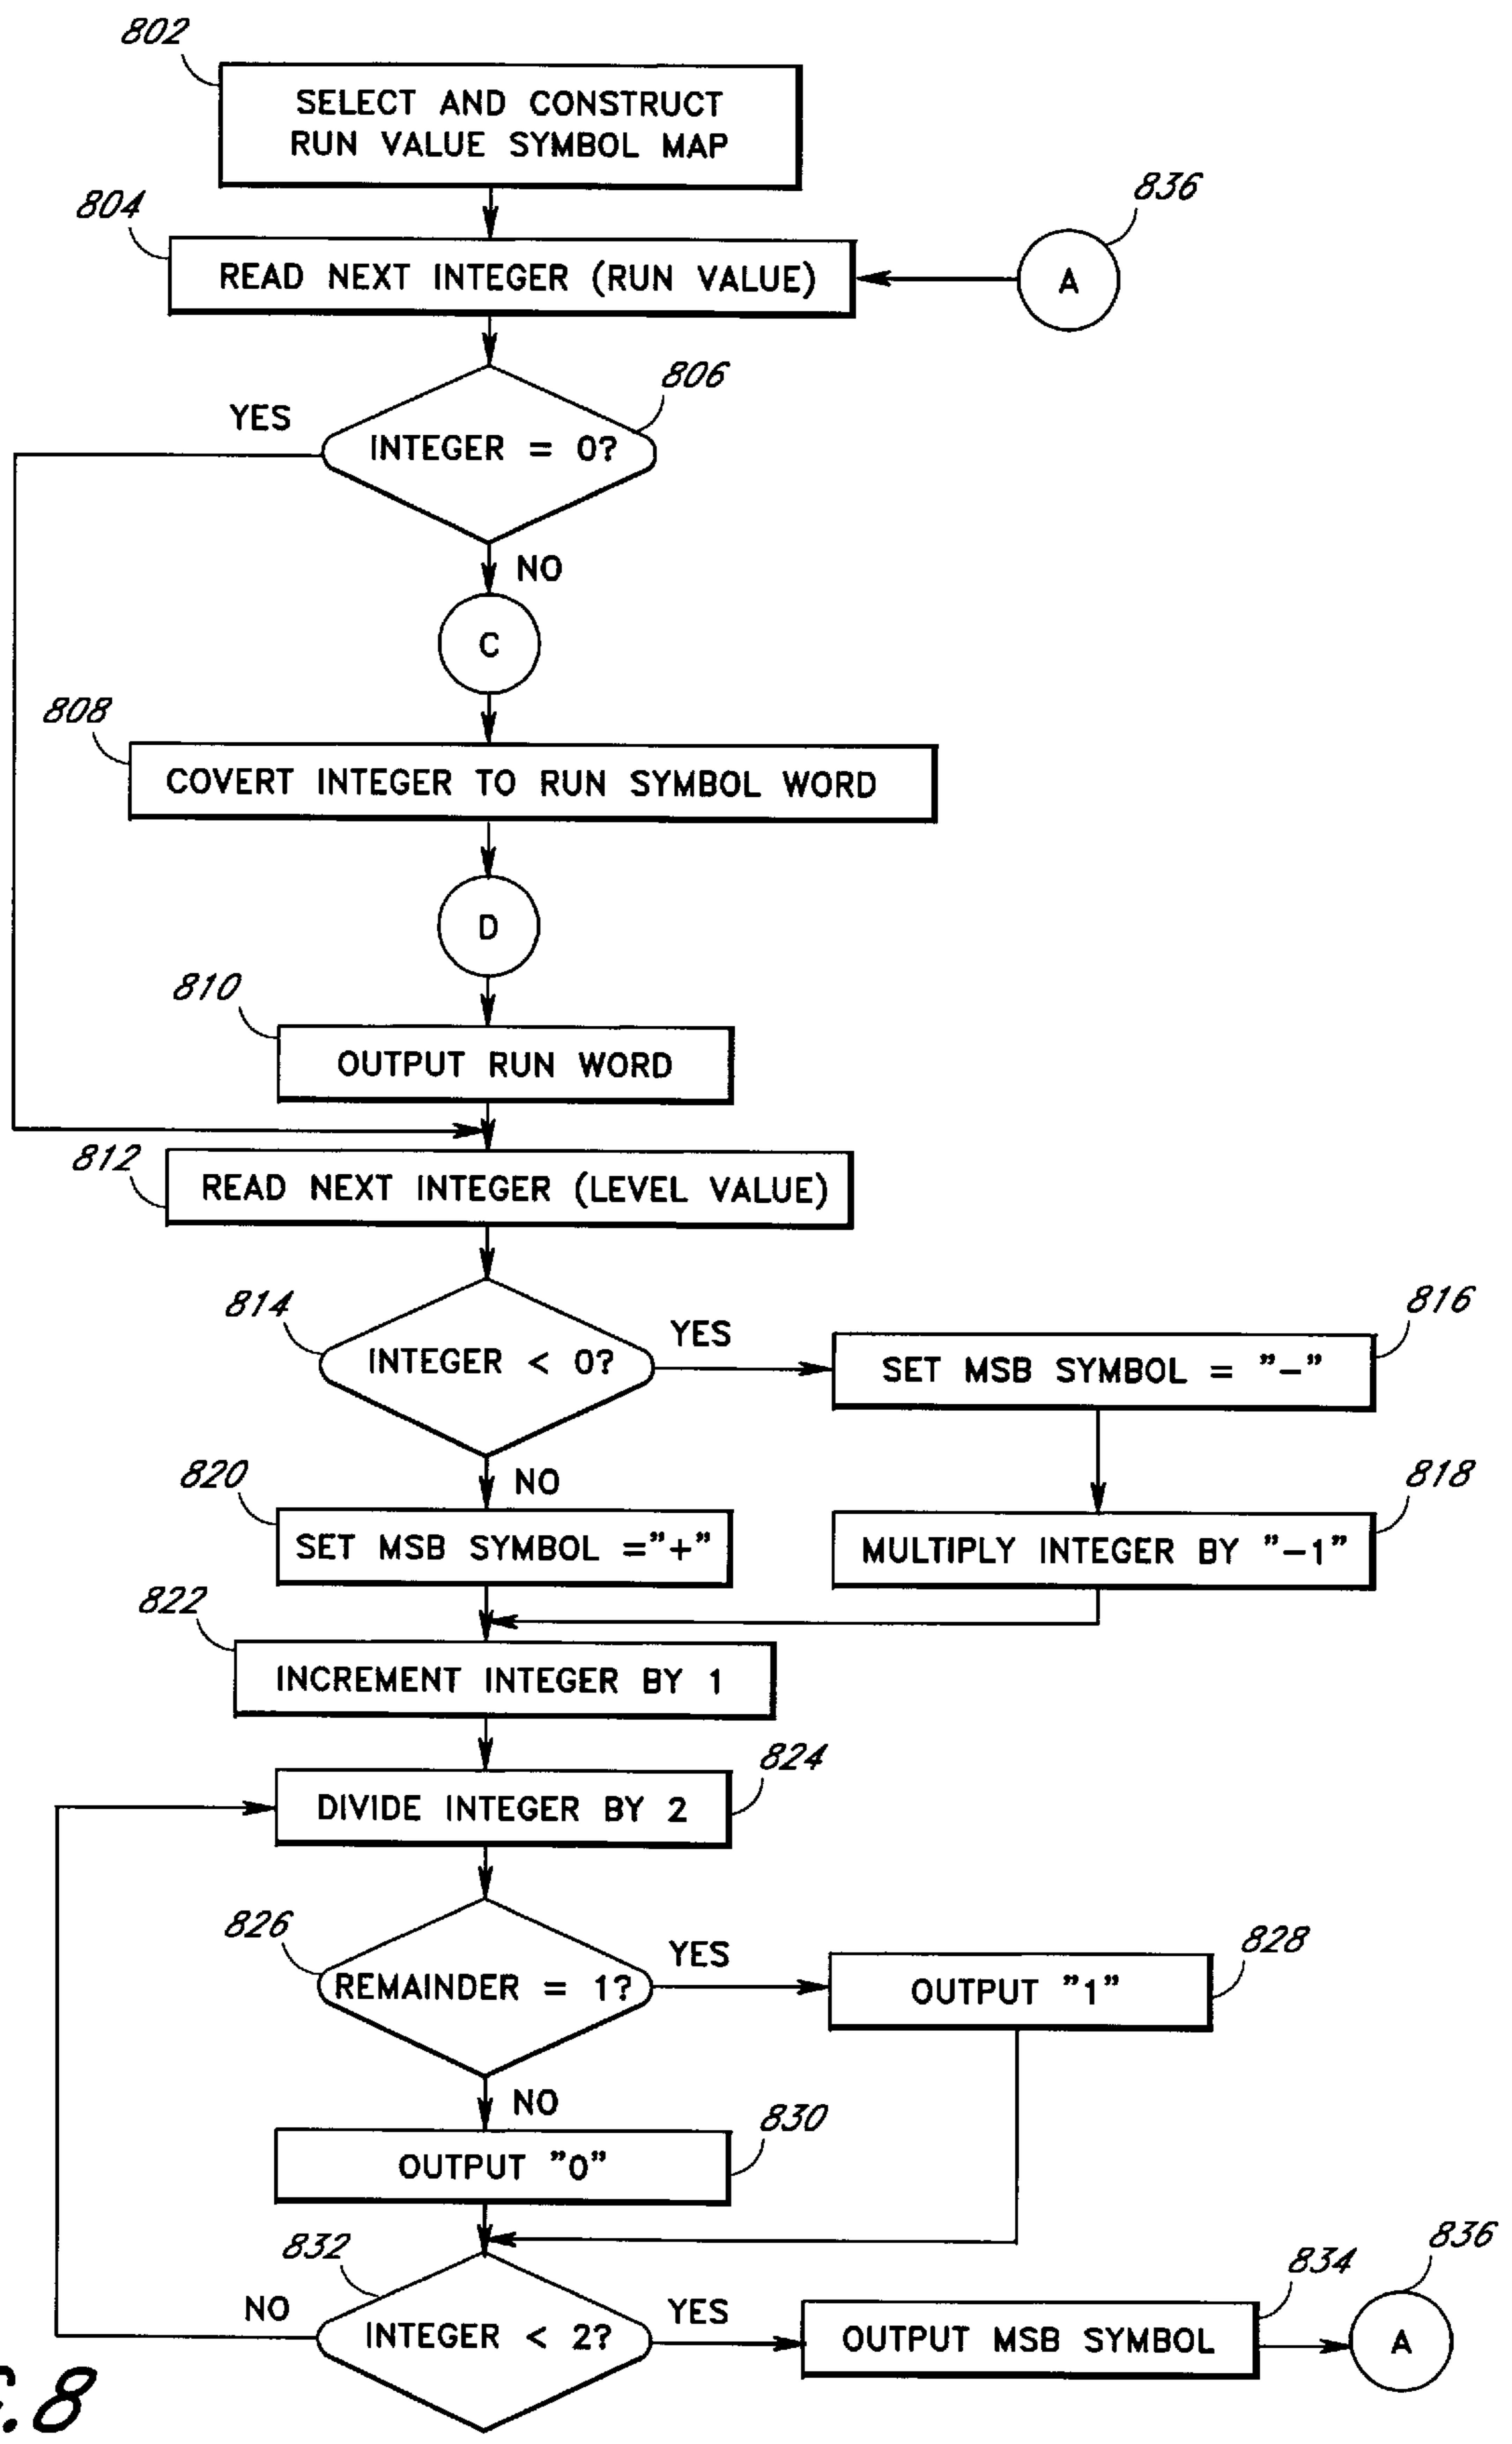 802
SELECT AND CONSTRUCT
RUN VALUE SYMBOL MAP
804
READ NEXT INTEGER (RUN VALUE)
836
A
806
YES
INTEGER = 0?
NO
C
808
COVERT INTEGER TO RUN SYMBOL WORD
D
810
OUTPUT RUN WORD
812
READ NEXT INTEGER (LEVEL VALUE)
814
INTEGER < 0?
YES
816
SET MSB SYMBOL = "–"
NO
820
SET MSB SYMBOL ="+"
818
MULTIPLY INTEGER BY "–1"
822
INCREMENT INTEGER BY 1
824
DIVIDE INTEGER BY 2
826
REMAINDER = 1?
YES
828
OUTPUT "1"
NO
830
OUTPUT "0"
832
NO
INTEGER < 2?
YES
834
OUTPUT MSB SYMBOL
836
A
.8